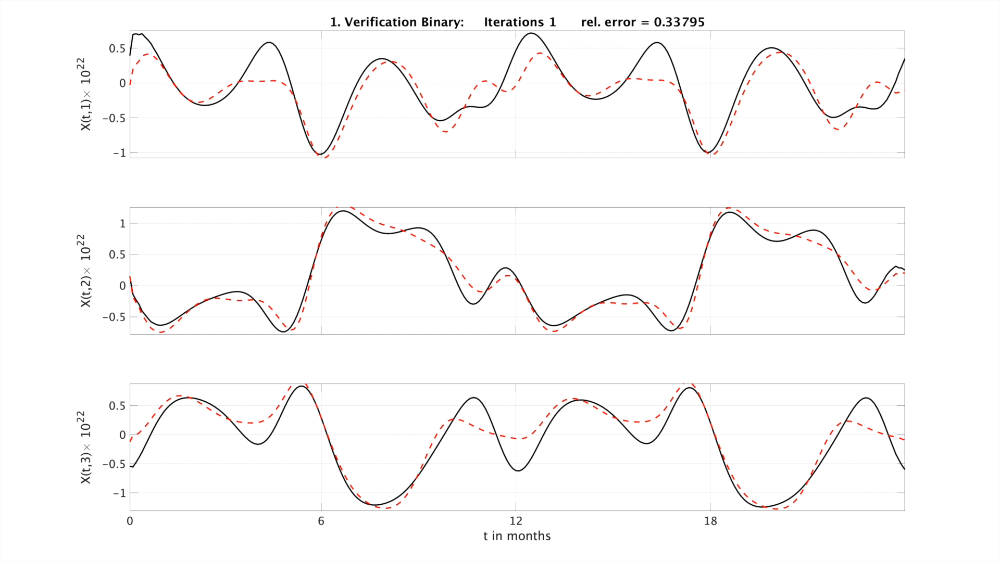 1. Verification Binary: Iterations 1 rel. error = 0.33795
X(t,1)× 10^22
0.5
0
−0.5
−1
X(t,2)× 10^22
1
0.5
0
−0.5
X(t,3)× 10^22
0.5
0
−0.5
−1
0 6 12 18
t in months